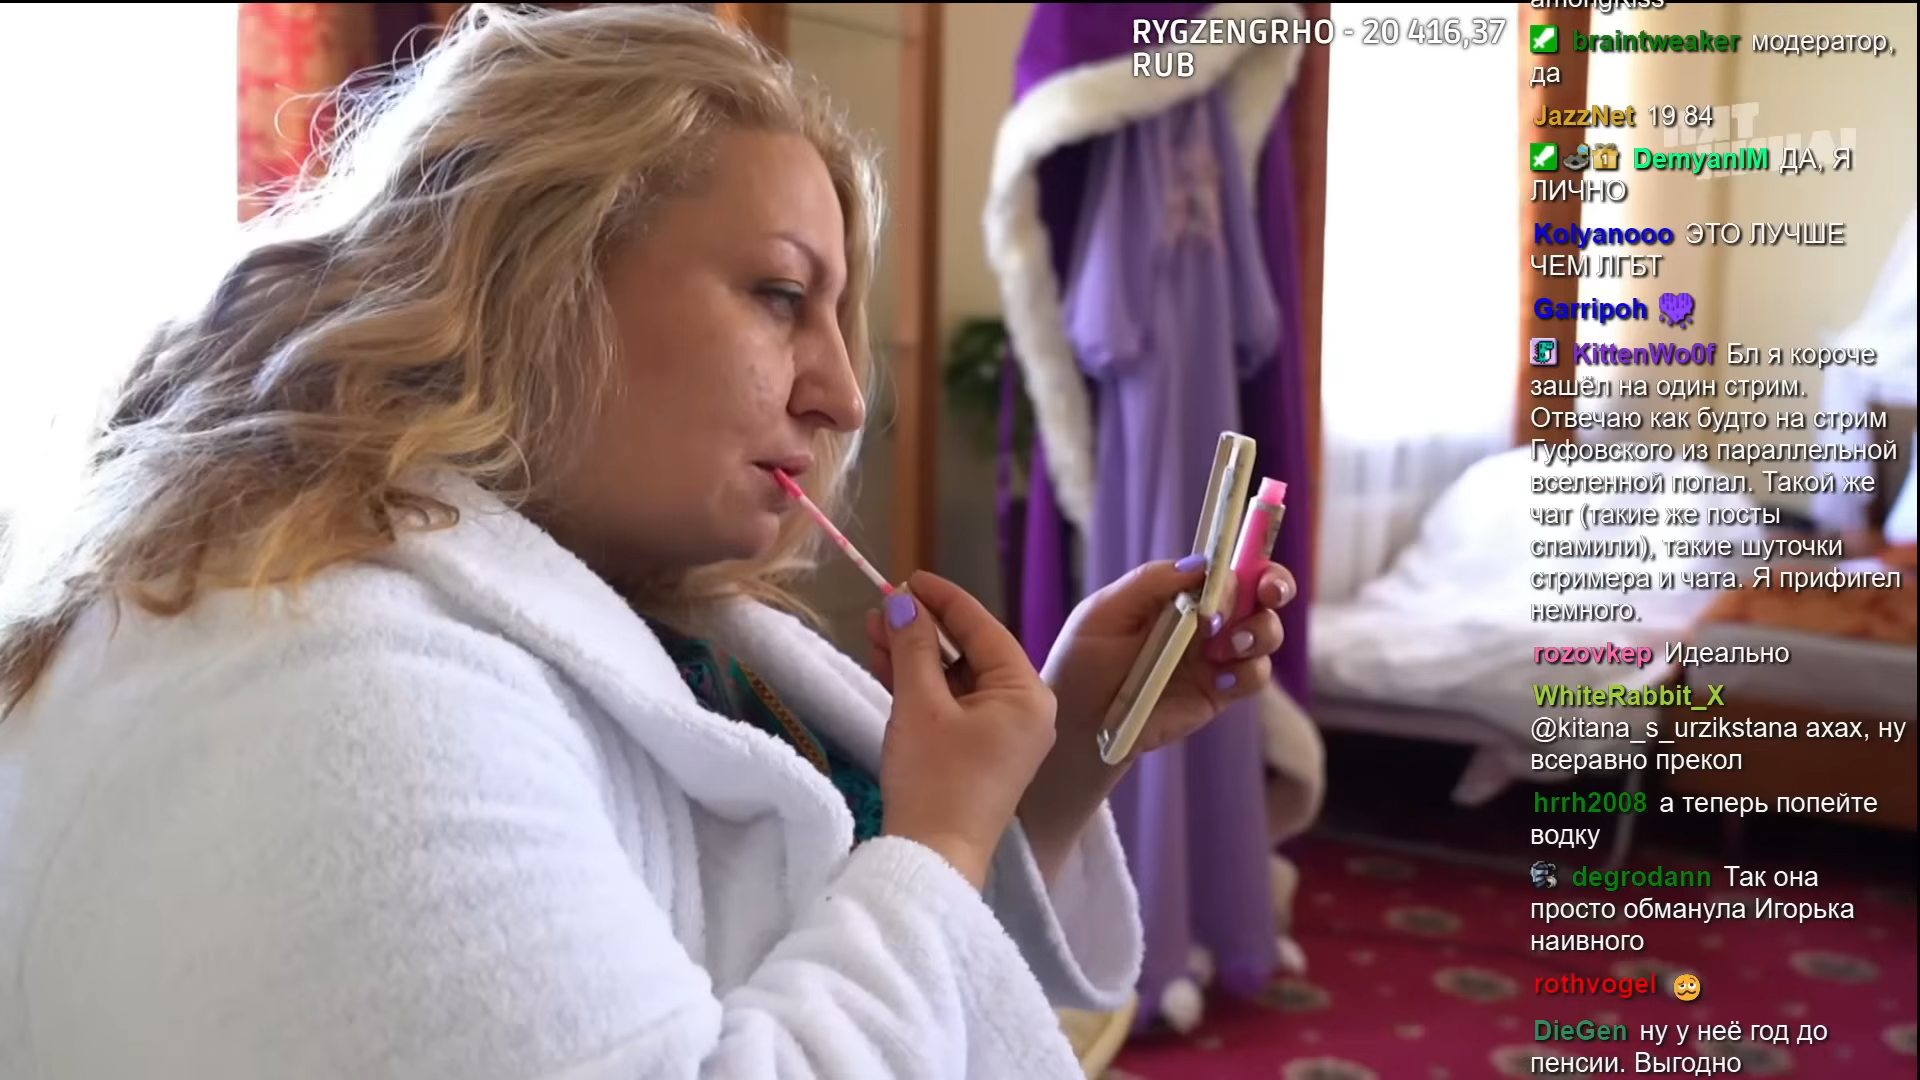 RYGZENGRHO - 20 416,37
RUB
amongkiss
braintweaker модератор,
да
JazzNet 19 84
DemyanIM ДА, Я
ЛИЧНО
Kolyanooo ЭТО ЛУЧШЕ
ЧЕМ ЛГБТ
Garripoh
KittenWo0f Бл я короче
зашёл на один стрим.
Отвечаю как будто на стрим
Гуфовского из параллельной
вселенной попал. Такой же
чат (такие же посты
спамили), такие шуточки
стримера и чата. Я прифигел
немного.
rozovkep Идеально
WhiteRabbit_X
@kitana_s_urzikstana ахах, ну
всеравно прекол
hrrh2008 а теперь попейте
водку
degrodann Так она
просто обманула Игорька
наивного
rothvogel
DieGen ну у неё год до
пенсии. Выгодно